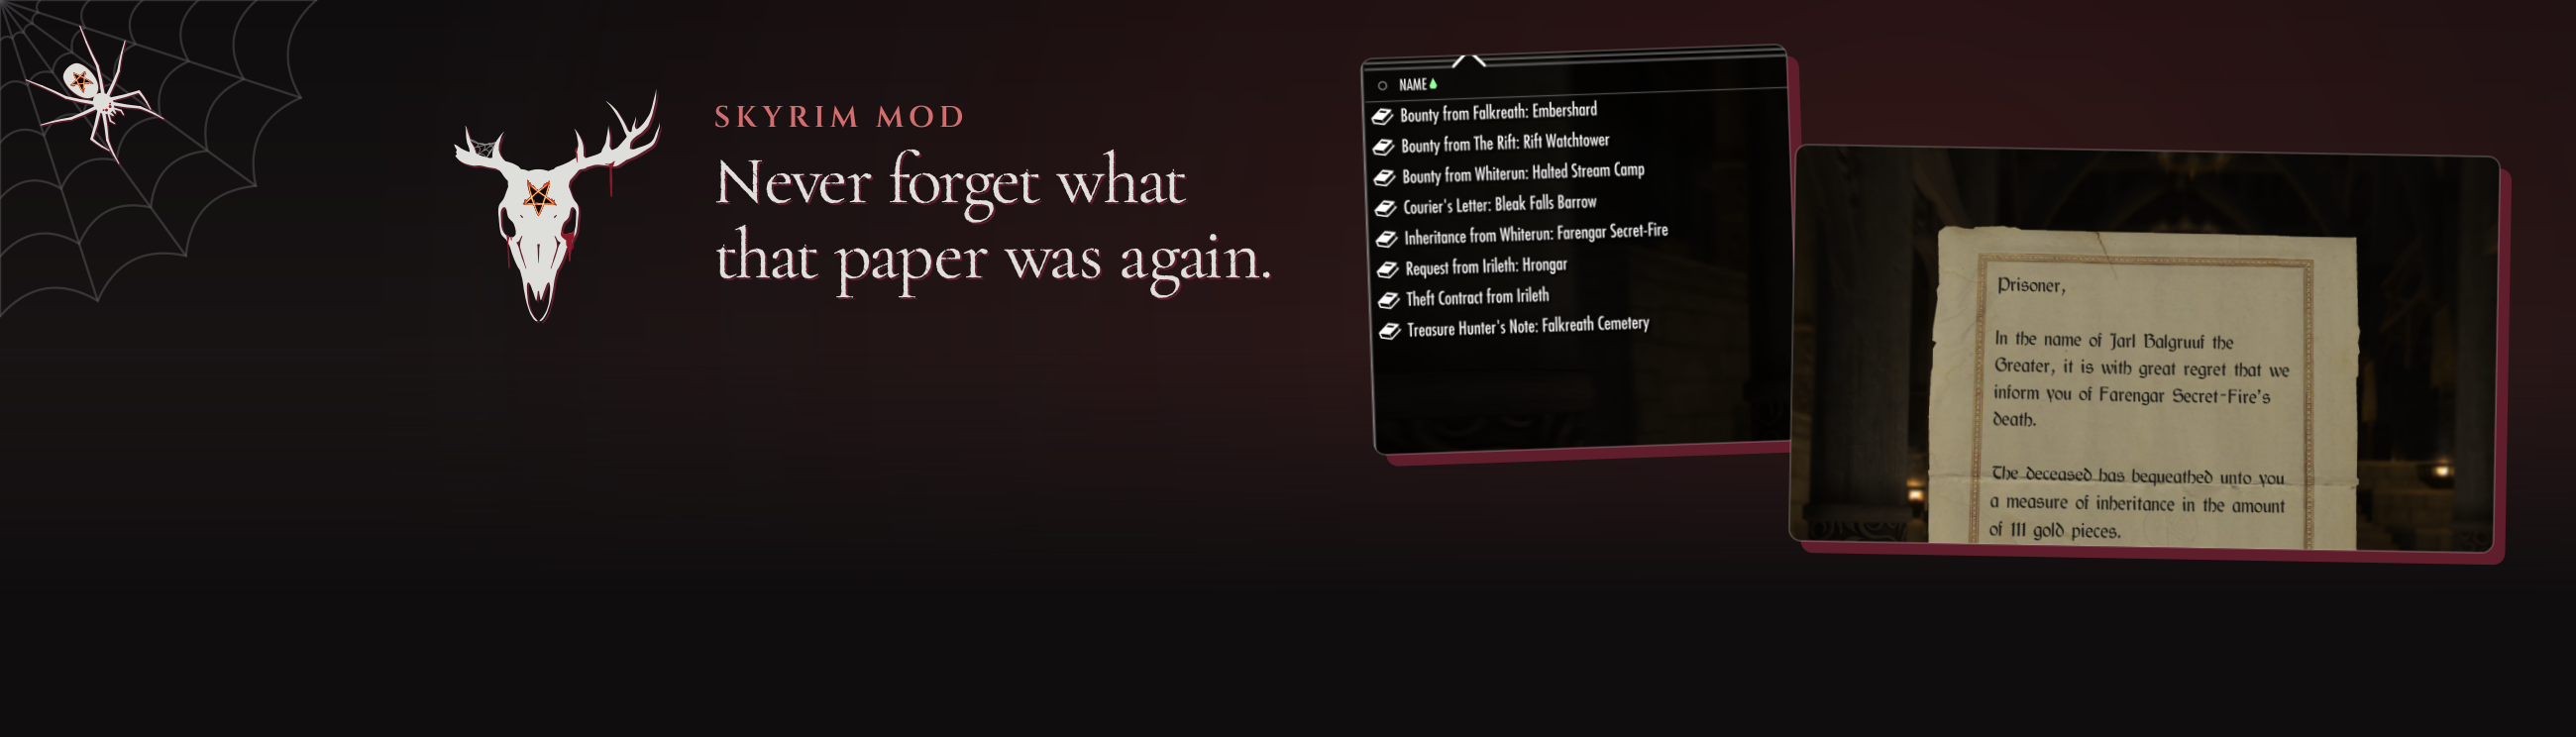 SKYRIM MOD
Never forget what
that paper was again.
NAME
Bounty from Falkreath: Embershard
Bounty from The Rift: Rift Watchtower
Bounty from Whiterun: Halted Stream Camp
Courier's Letter: Bleak Falls Barrow
Inheritance from Whiterun: Farengar Secret-Fire
Request from Irileth: Hrongar
Theft Contract from Irileth
Treasure Hunter's Note: Falkreath Cemetery
Prisoner,
In the name of Jarl Balgruuf the
Greater, it is with great regret that we
inform you of Farengar Secret-Fire's
death.
The deceased has bequeathed unto you
a measure of inheritance in the amount
of 111 gold pieces.